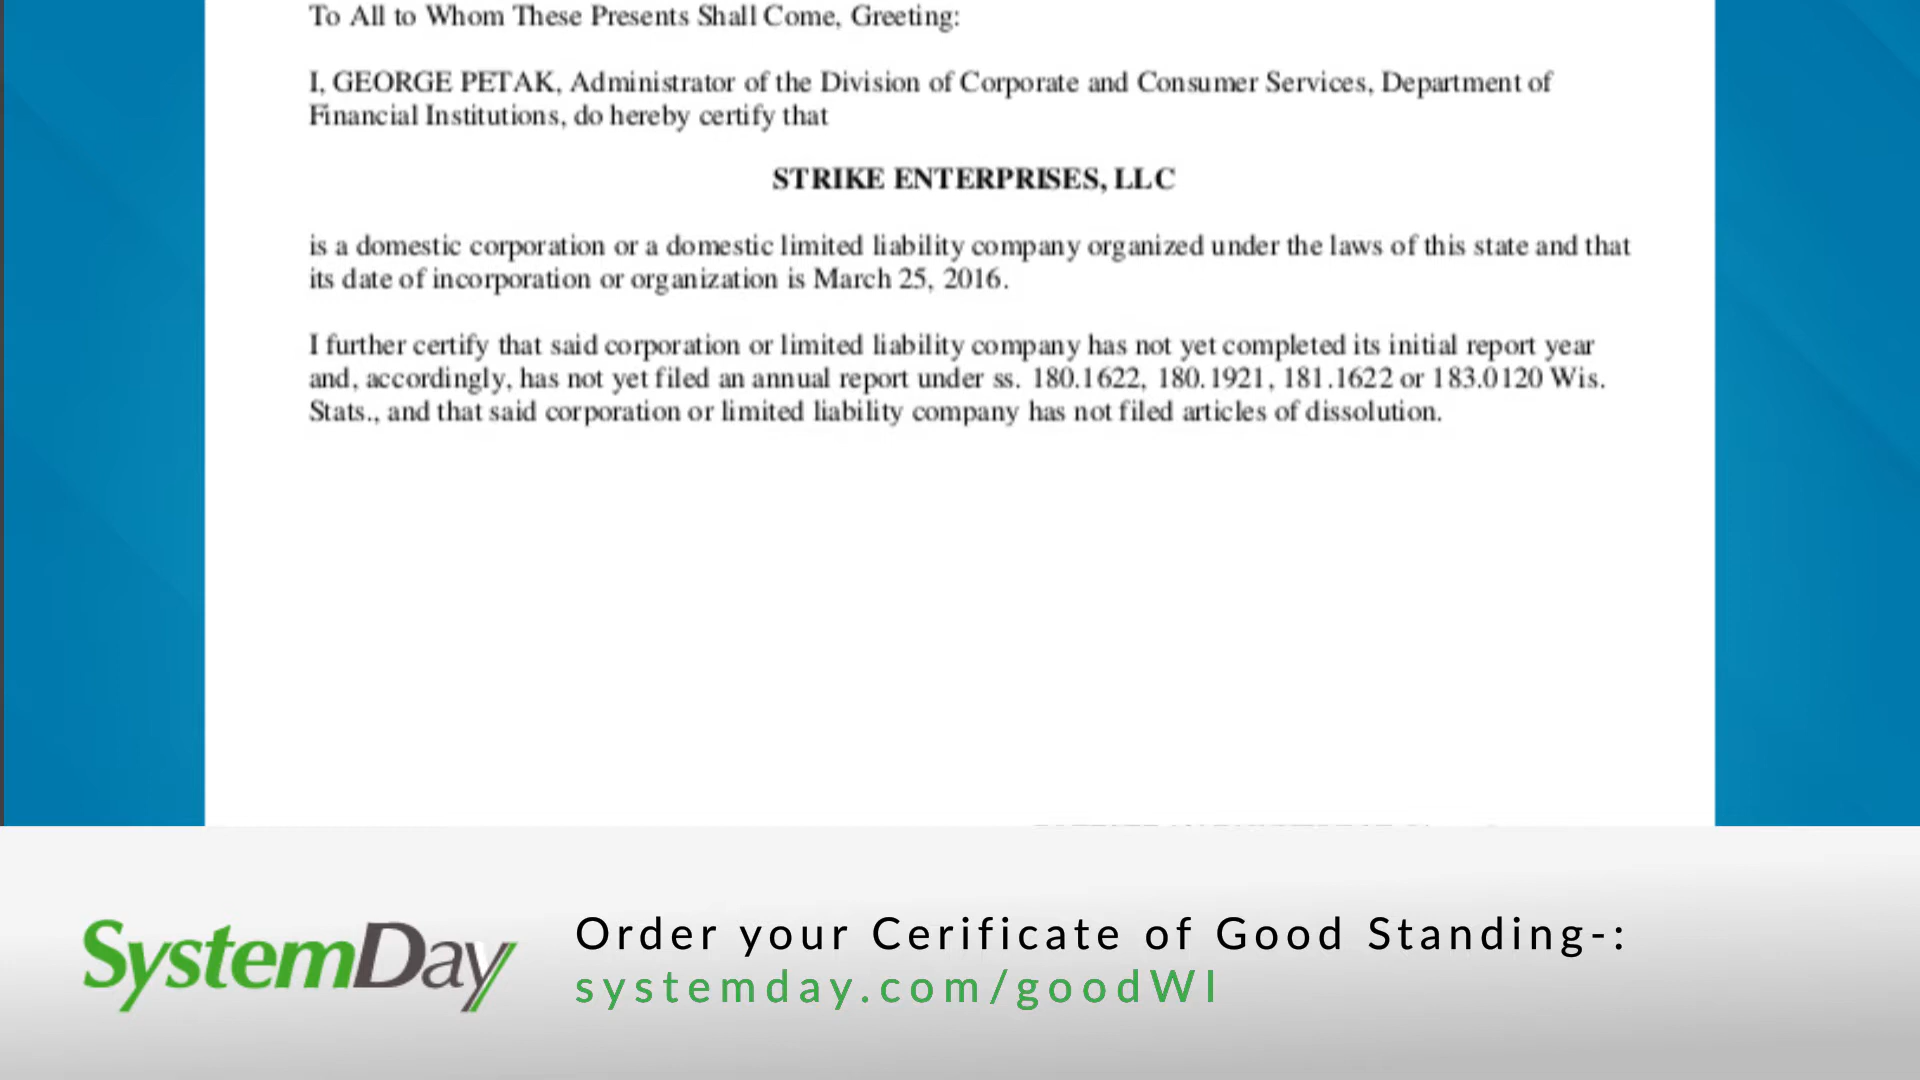 To All to Whom These Presents Shall Come, Greeting:
I, GEORGE PETAK, Administrator of the Division of Corporate and Consumer Services, Department of
Financial Institutions, do hereby certify that
STRIKE ENTERPRISES, LLC
is a domestic corporation or a domestic limited liability company organized under the laws of this state and that
its date of incorporation or organization is March 25, 2016.
I further certify that said corporation or limited liability company has not yet completed its initial report year
and, accordingly, has not yet filed an annual report under ss. 180.1622, 180.1921, 181.1622 or 183.0120 Wis.
Stats., and that said corporation or limited liability company has not filed articles of dissolution.
SystemDay
Order your Cerificate of Good Standing-:
systemday.com/goodWI